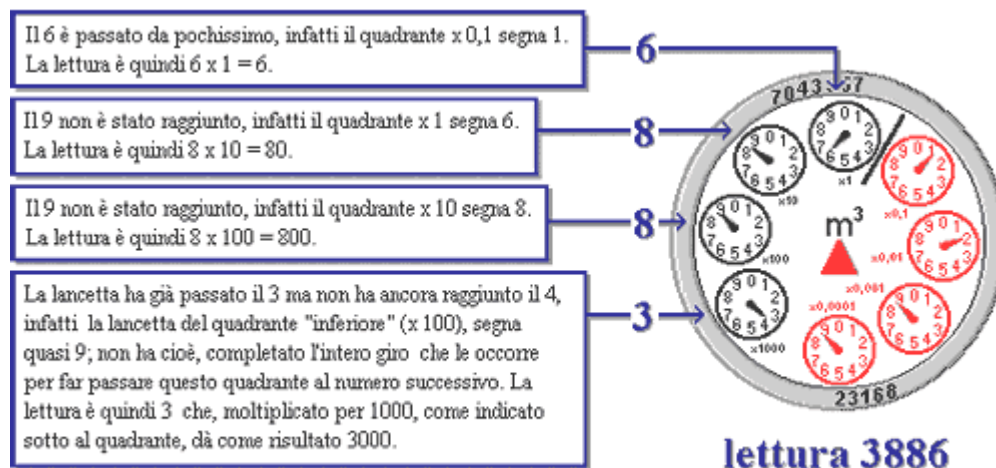 Il 6 è passato da pochissimo, infatti il quadrante x 0,1 segna 1.
La lettura è quindi 6 x 1 = 6.
6
Il 9 non è stato raggiunto, infatti il quadrante x 1 segna 6.
La lettura è quindi 8 x 10 = 80.
8
Il 9 non è stato raggiunto, infatti il quadrante x 10 segna 8.
La lettura è quindi 8 x 100 = 800.
8
La lancetta ha già passato il 3 ma non ha ancora raggiunto il 4,
infatti la lancetta del quadrante "inferiore" (x 100), segna
quasi 9; non ha cioè, completato l'intero giro che le occorre
per far passare questo quadrante al numero successivo. La
lettura è quindi 3 che, moltiplicato per 1000, come indicato
sotto al quadrante, dà come risultato 3000.
3
x1
x10
x100
x1000
m³
x0,1
x0,01
x0,001
x0,0001
23168
lettura 3886